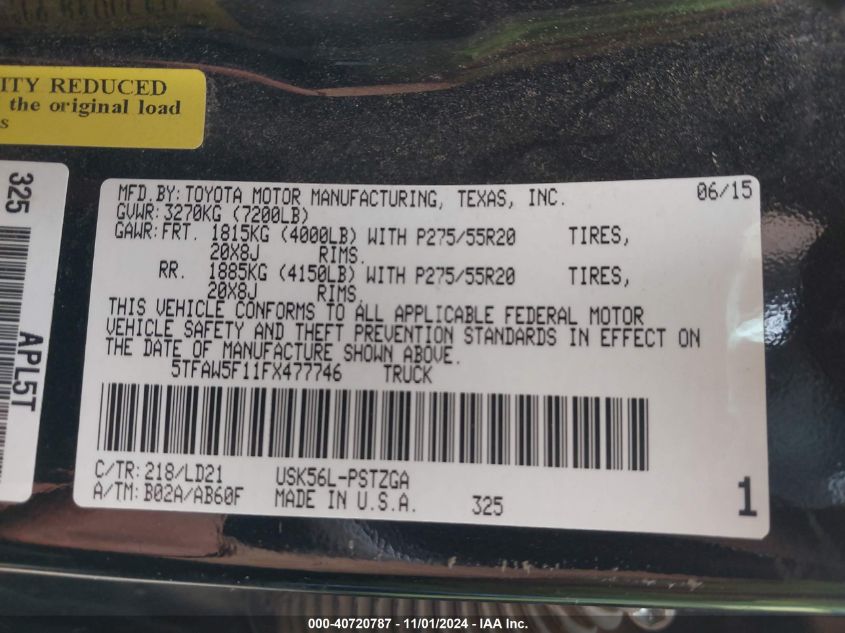 ITY REDUCED
the original load
s
325
APL5T
MFD.BY:TOYOTA MOTOR MANUFACTURING, TEXAS, INC. 06/15
GVWR:3270KG (7200LB)
GAWR:FRT. 1815KG (4000LB) WITH P275/55R20 TIRES,
20X8J RIMS.
RR. 1885KG (4150LB) WITH P275/55R20 TIRES,
20X8J RIMS.
THIS VEHICLE CONFORMS TO ALL APPLICABLE FEDERAL MOTOR
VEHICLE SAFETY AND THEFT PREVENTION STANDARDS IN EFFECT ON
THE DATE OF MANUFACTURE SHOWN ABOVE.
5TFAW5F11FX477746 TRUCK
C/TR:218/LD21 USK56L-PSTZGA
A/TM:B02A/AB60F MADE IN U.S.A. 325 1
000-40720787 - 11/01/2024 - IAA Inc.